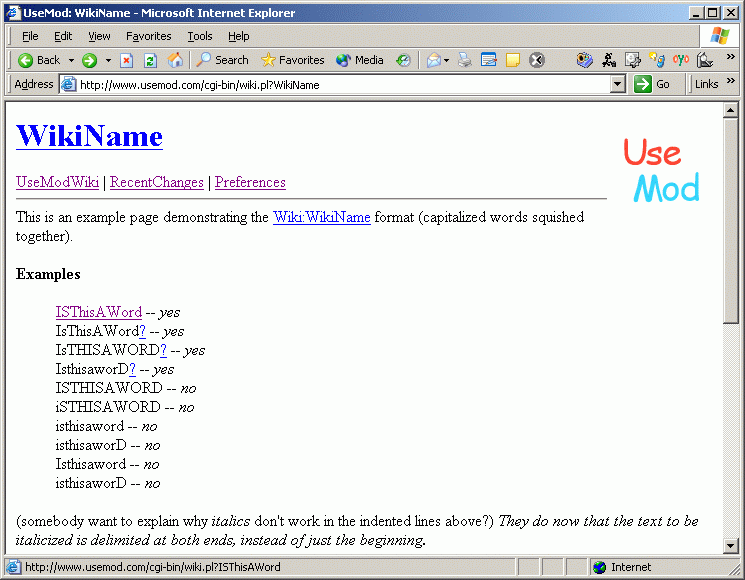 UseMod: WikiName - Microsoft Internet Explorer
File Edit View Favorites Tools Help
Back Search Favorites Media
Address http://www.usemod.com/cgi-bin/wiki.pl?WikiName Go Links »
WikiName
Use
Mod
UseModWiki | RecentChanges | Preferences
This is an example page demonstrating the Wiki:WikiName format (capitalized words squished
together).
Examples
ISThisAWord -- yes
IsThisAWord? -- yes
IsTHISAWORD? -- yes
IsthisaworD? -- yes
ISTHISAWORD -- no
iSTHISAWORD -- no
isthisaword -- no
isthisaworD -- no
Isthisaword -- no
isthisaworD -- no
(somebody want to explain why italics don't work in the indented lines above?) They do now that the text to be
italicized is delimited at both ends, instead of just the beginning.
http://www.usemod.com/cgi-bin/wiki.pl?ISThisAWord Internet